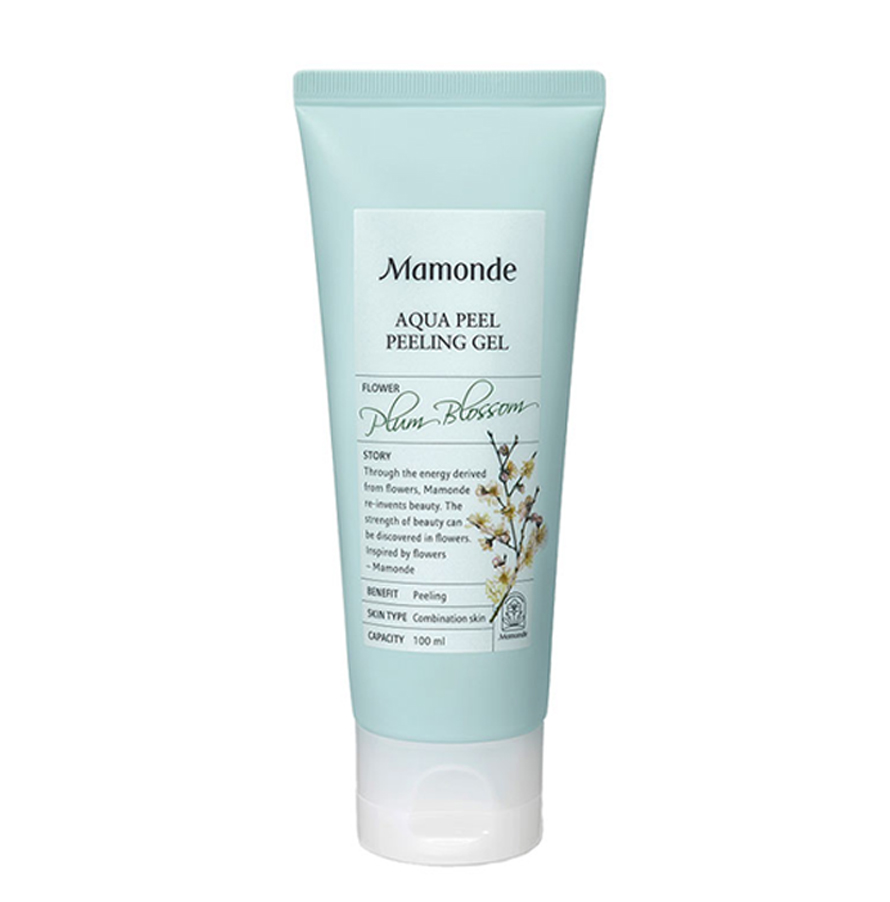 Mamonde
AQUA PEEL
PEELING GEL
FLOWER
Plum Blossom
STORY
Through the energy derived
from flowers, Mamonde
re-invents beauty. The
strength of beauty can
be discovered in flowers.
Inspired by flowers
– Mamonde
BENEFIT Peeling
SKIN TYPE Combination skin
CAPACITY 100 ml
Mamonde